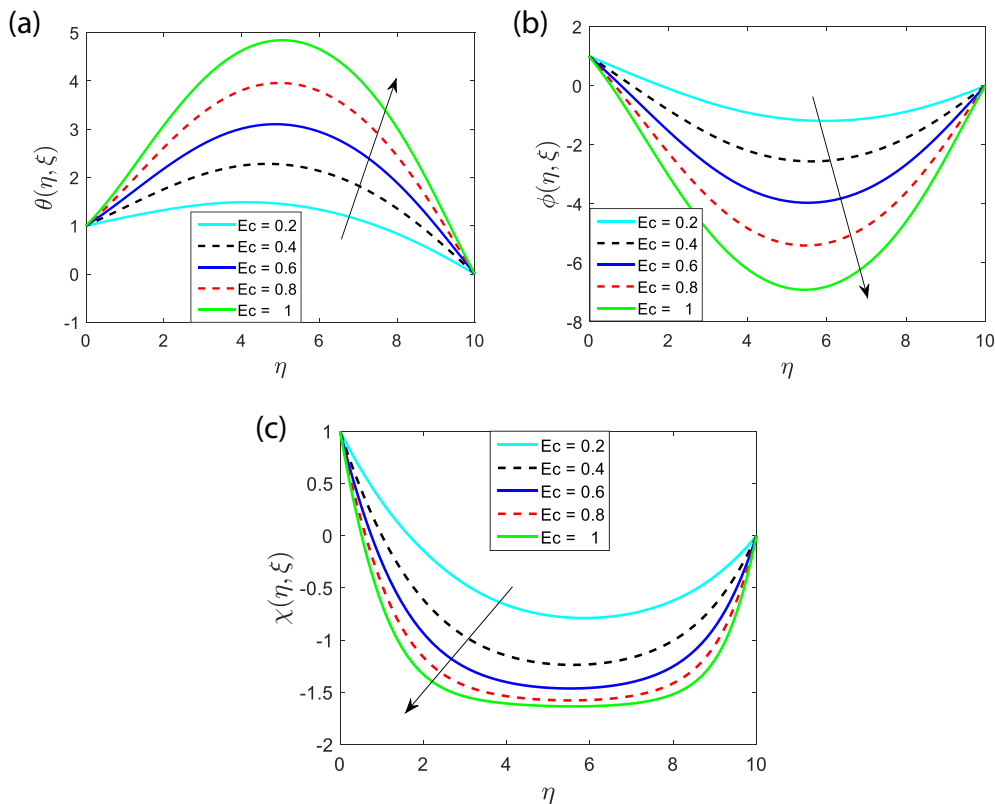 (a)
5
4
3
2
1
0
-1
θ(η, ξ)
Ec = 0.2
Ec = 0.4
Ec = 0.6
Ec = 0.8
Ec = 1
0 2 4 6 8 10
η
(b)
2
0
-2
-4
-6
-8
ϕ(η, ξ)
Ec = 0.2
Ec = 0.4
Ec = 0.6
Ec = 0.8
Ec = 1
0 2 4 6 8 10
η
(c)
1
0.5
0
-0.5
-1
-1.5
-2
χ(η, ξ)
Ec = 0.2
Ec = 0.4
Ec = 0.6
Ec = 0.8
Ec = 1
0 2 4 6 8 10
η